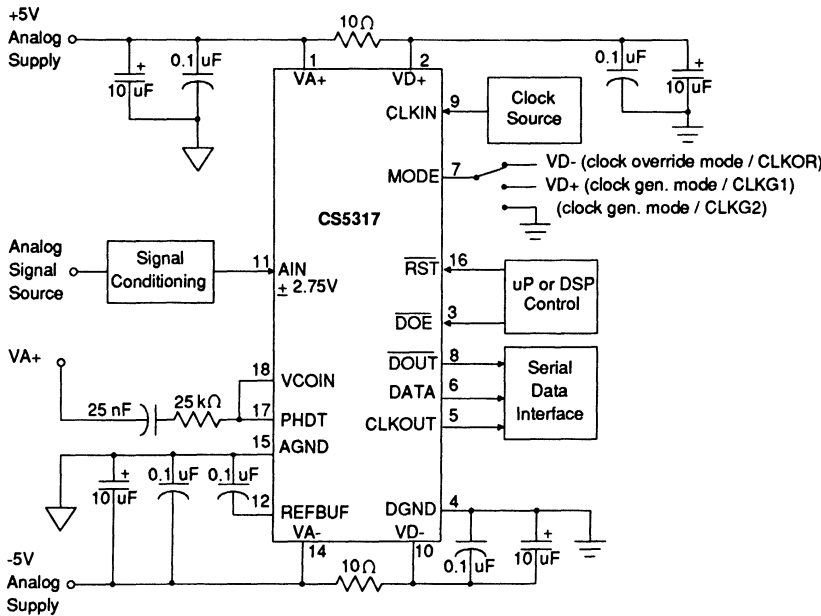 +5V
Analog
Supply
10Ω
0.1 uF
+
10 uF
1
VA+
2
VD+
0.1 uF
+
10 uF
9
CLKIN
Clock
Source
7
MODE
VD- (clock override mode / CLKOR)
VD+ (clock gen. mode / CLKG1)
(clock gen. mode / CLKG2)
CS5317
Analog
Signal
Source
Signal
Conditioning
11
AIN
± 2.75V
16
RST
uP or DSP
Control
3
DOE
VA+
18
VCOIN
25 nF
25 kΩ
17
PHDT
8
DOUT
6
DATA
5
CLKOUT
Serial
Data
Interface
15
AGND
+
10 uF
0.1 uF
0.1 uF
12
REFBUF
4
DGND
VA-
14
VD-
10
0.1 uF
+
10 uF
-5V
Analog
Supply
10Ω